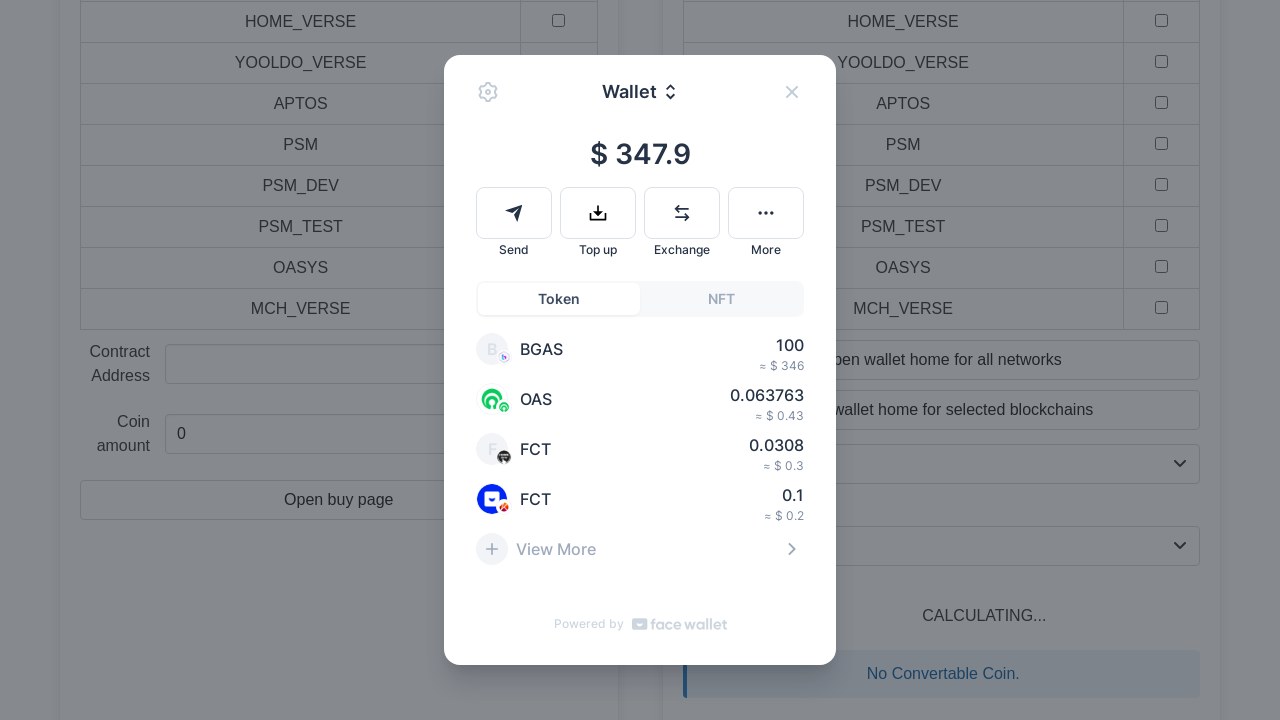 HOME_VERSE
HOME_VERSE
YOOLDO_VERSE
YOOLDO_VERSE
APTOS
APTOS
PSM
PSM
PSM_DEV
PSM_DEV
PSM_TEST
PSM_TEST
OASYS
OASYS
MCH_VERSE
MCH_VERSE
Contract
Address
Coin
amount
0
Open buy page
Wallet
$ 347.9
Send
Top up
Exchange
More
Token
NFT
B
BGAS
100
≈ $ 346
OAS
0.063763
≈ $ 0.43
F
FCT
0.0308
≈ $ 0.3
FCT
0.1
≈ $ 0.2
View More
Powered by face wallet
pen wallet home for all networks
wallet home for selected blockchains
CALCULATING...
No Convertable Coin.